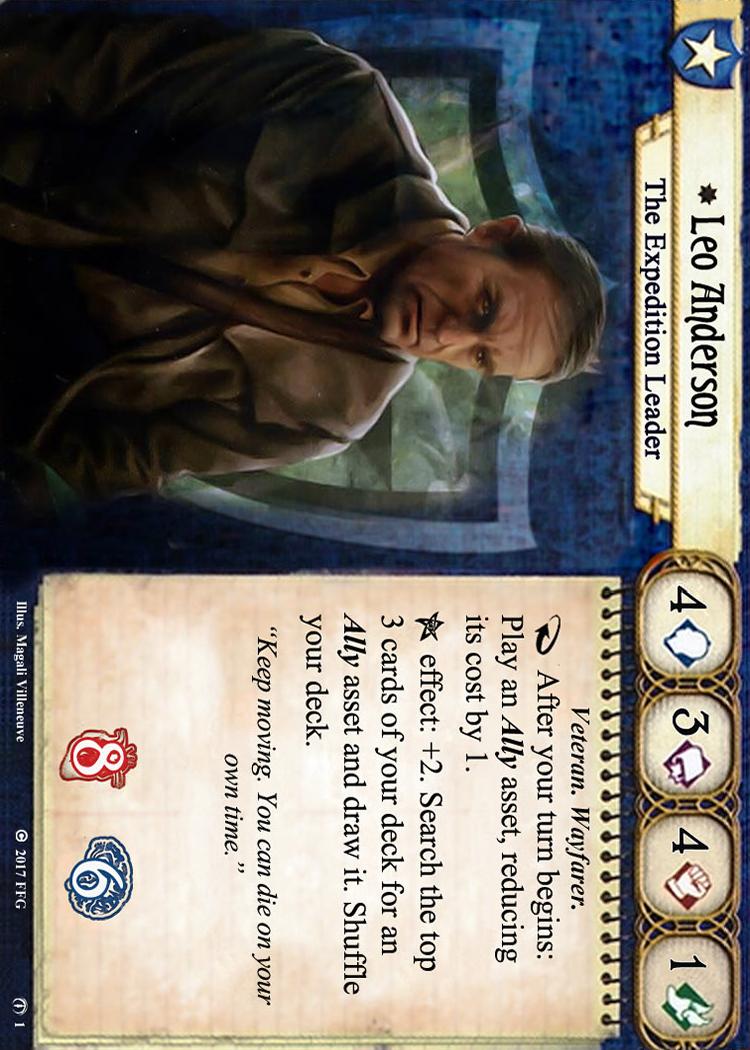 Leo Anderson
The Expedition Leader
4 3 4 1
Veteran. Wayfarer.
After your turn begins:
Play an Ally asset, reducing
its cost by 1.
effect: +2. Search the top
3 cards of your deck for an
Ally asset and draw it. Shuffle
your deck.
“Keep moving. You can die on your
own time.”
8 6
Illus. Magali Villeneuve
© 2017 FFG
1